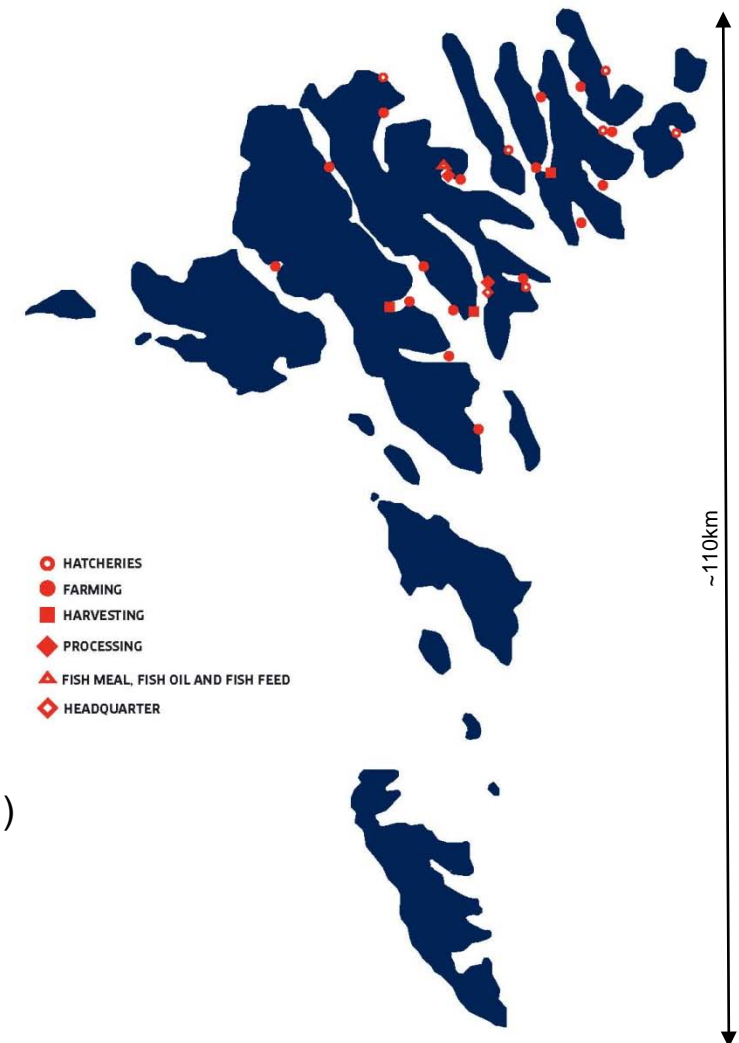 HATCHERIES
FARMING
HARVESTING
PROCESSING
FISH MEAL, FISH OIL AND FISH FEED
HEADQUARTER
~110km
)